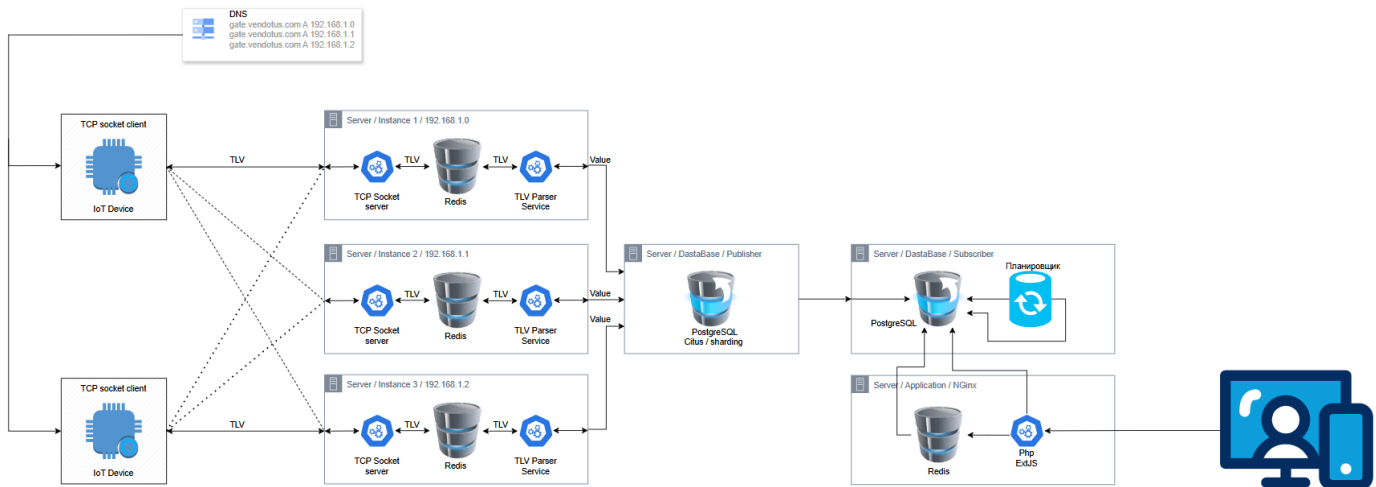 DNS
gate.vendotus.com A 192.168.1.0
gate.vendotus.com A 192.168.1.1
gate.vendotus.com A 192.168.1.2
TCP socket client
IoT Device
TLV
Server / Instance 1 / 192.168.1.0
TCP Socket
server
TLV
Redis
TLV
TLV Parser
Service
Value
Server / Instance 2 / 192.168.1.1
TCP Socket
server
TLV
Redis
TLV
TLV Parser
Service
Value
Value
TCP socket client
IoT Device
TLV
Server / Instance 3 / 192.168.1.2
TCP Socket
server
TLV
Redis
TLV
TLV Parser
Service
Server / DastaBase / Publisher
PostgreSQL
Citus / sharding
Server / DastaBase / Subscriber
Планировщик
PostgreSQL
Server / Application / NGinx
Redis
Php
ExtJS